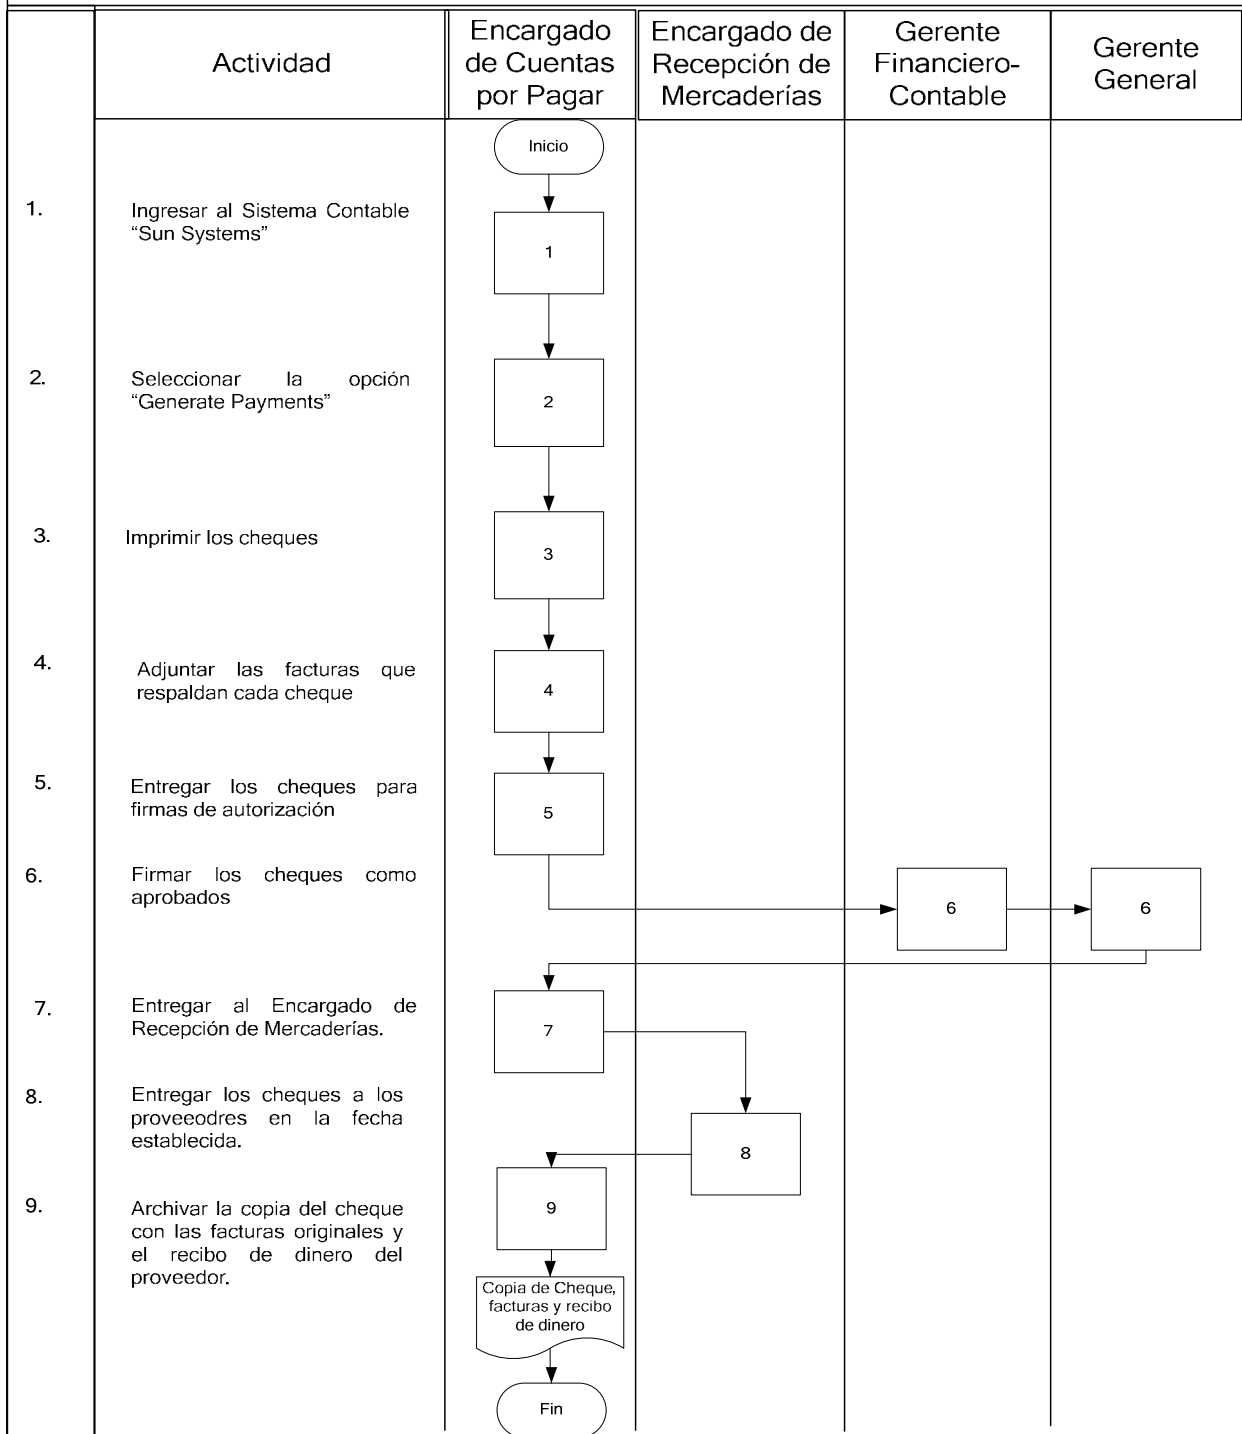 Actividad
Encargado
de Cuentas
por Pagar
Encargado de
Recepción de
Mercaderías
Gerente
Financiero-
Contable
Gerente
General
Inicio
1.
Ingresar al Sistema Contable
“Sun Systems”
1
2.
Seleccionar la opción
“Generate Payments”
2
3.
Imprimir los cheques
3
4.
Adjuntar las facturas que
respaldan cada cheque
4
5.
Entregar los cheques para
firmas de autorización
5
6.
Firmar los cheques como
aprobados
6
6
7.
Entregar al Encargado de
Recepción de Mercaderías.
7
8.
Entregar los cheques a los
proveeodres en la fecha
establecida.
8
9.
Archivar la copia del cheque
con las facturas originales y
el recibo de dinero del
proveedor.
9
Copia de Cheque,
facturas y recibo
de dinero
Fin